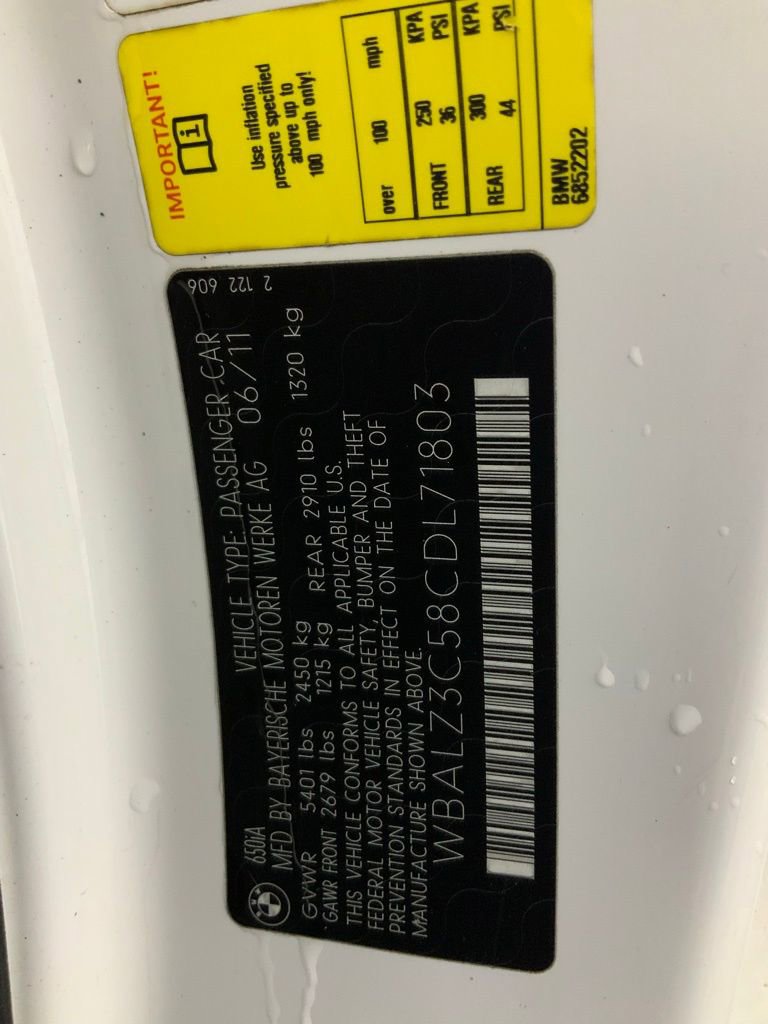 IMPORTANT!
i
Use inflation
pressure specified
above up to
100 mph only!
over 100 mph
FRONT 250 KPA
36 PSI
REAR 300 KPA
44 PSI
BMW
6852202
2 122 606
BMW 650iA VEHICLE TYPE: PASSENGER CAR
MFD BY BAYERISCHE MOTOREN WERKE AG 06/11
GVWR 5401 lbs 2450 kg
GAWR FRONT 2679 lbs 1215 kg REAR 2910 lbs 1320 kg
THIS VEHICLE CONFORMS TO ALL APPLICABLE U.S.
FEDERAL MOTOR VEHICLE SAFETY, BUMPER AND THEFT
PREVENTION STANDARDS IN EFFECT ON THE DATE OF
MANUFACTURE SHOWN ABOVE.
WBALZ3C58CDL71803